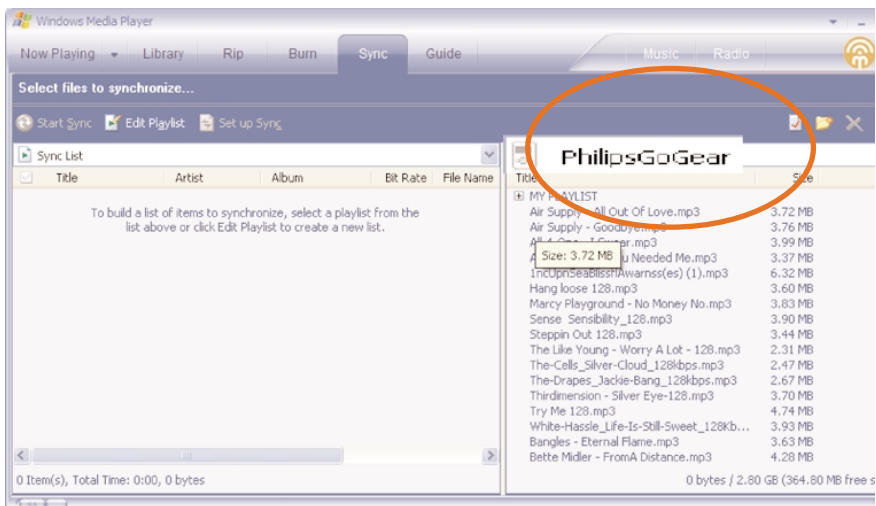 Windows Media Player
Now Playing Library Rip Burn Sync Guide Music Radio
Select files to synchronize...
Start Sync Edit Playlist Set up Sync
Sync List
Title Artist Album Bit Rate File Name
To build a list of items to synchronize, select a playlist from the
list above or click Edit Playlist to create a new list.
0 Item(s), Total Time: 0:00, 0 bytes
PhilipsGoGear
Title Size
MY PLAYLIST
Air Supply - All Out Of Love.mp3 3.72 MB
Air Supply - Goodbye.mp3 3.76 MB
All-4-One - I Swear.mp3 3.99 MB
Size: 3.72 MB
Needed Me.mp3 3.37 MB
(1).mp3 6.32 MB
Hang loose 128.mp3 3.60 MB
Marcy Playground - No Money No.mp3 3.83 MB
Sense Sensibility_128.mp3 3.90 MB
Steppin Out 128.mp3 3.44 MB
The Like Young - Worry A Lot - 128.mp3 2.31 MB
The-Cells_Silver-Cloud_128kbps.mp3 2.47 MB
The-Drapes_Jackie-Bang_128kbps.mp3 2.67 MB
Thirdimension - Silver Eye-128.mp3 3.70 MB
Try Me 128.mp3 4.74 MB
White-Hassle_Life-Is-Still-Sweet_128Kb... 3.93 MB
Bangles - Eternal Flame.mp3 3.63 MB
Bette Midler - FromA Distance.mp3 4.28 MB
0 bytes / 2.80 GB (364.80 MB free s